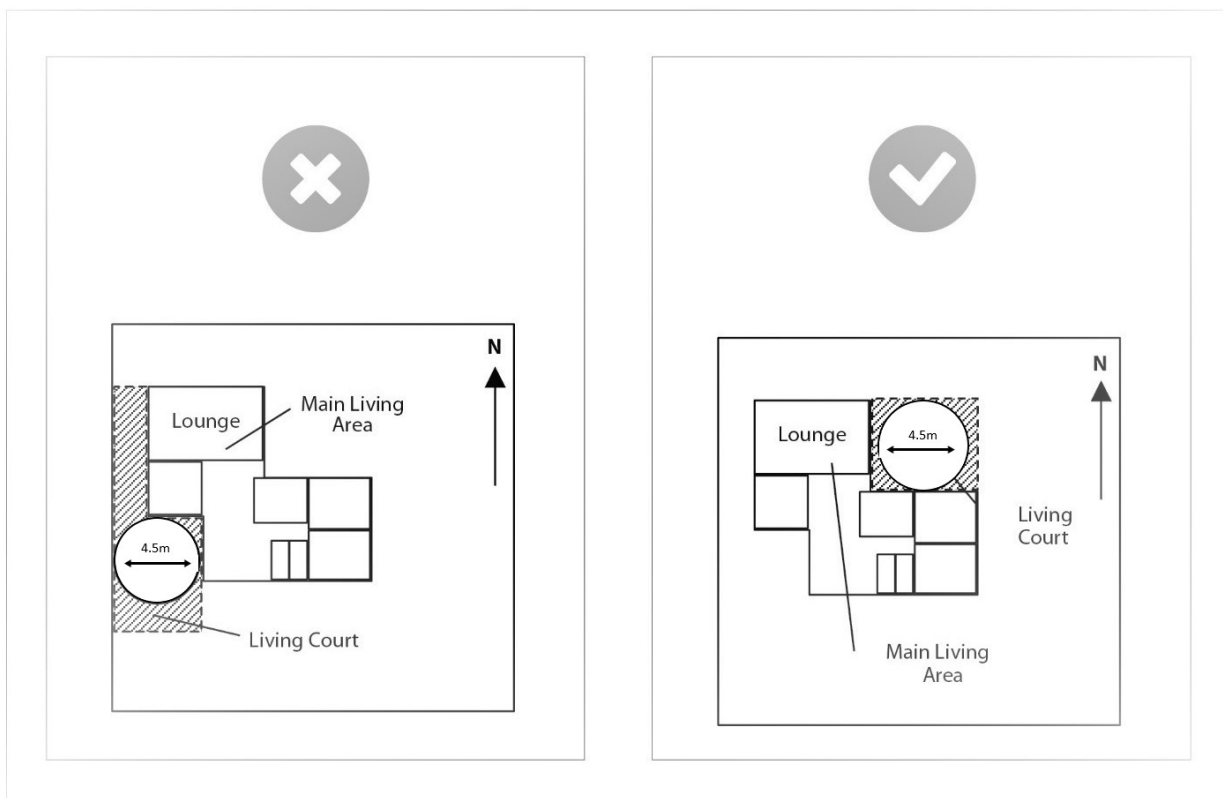 N
Lounge
Main Living
Area
4.5m
Living Court
N
Lounge
4.5m
Living
Court
Main Living
Area